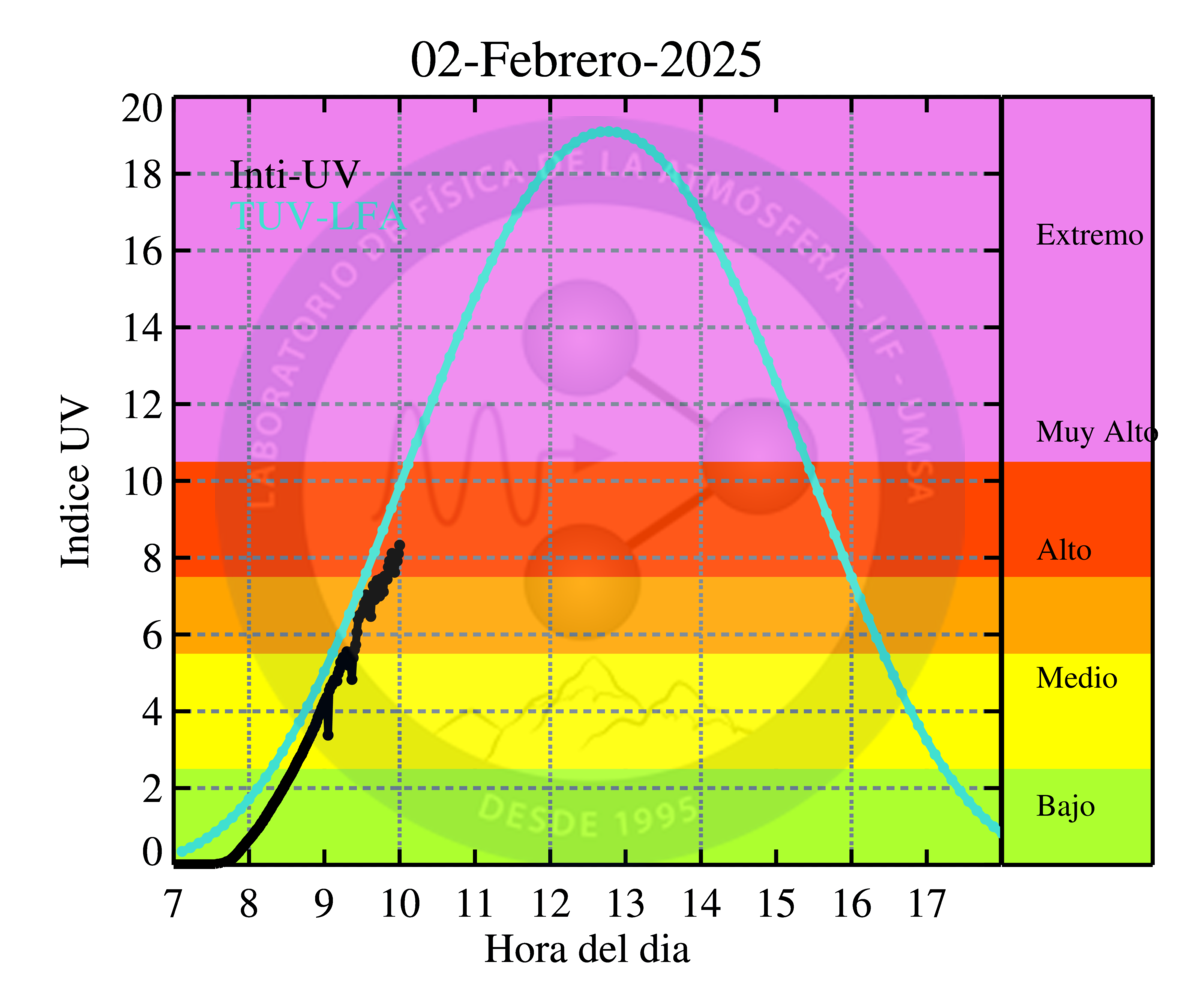 02-Febrero-2025
Inti-UV
TUV-LFA
LABORATORIO DE FÍSICA DE LA ATMÓSFERA - IIF - UMSA
DESDE 1995
Indice UV
20
18
16
14
12
10
8
6
4
2
0
Extremo
Muy Alto
Alto
Medio
Bajo
7 8 9 10 11 12 13 14 15 16 17
Hora del dia